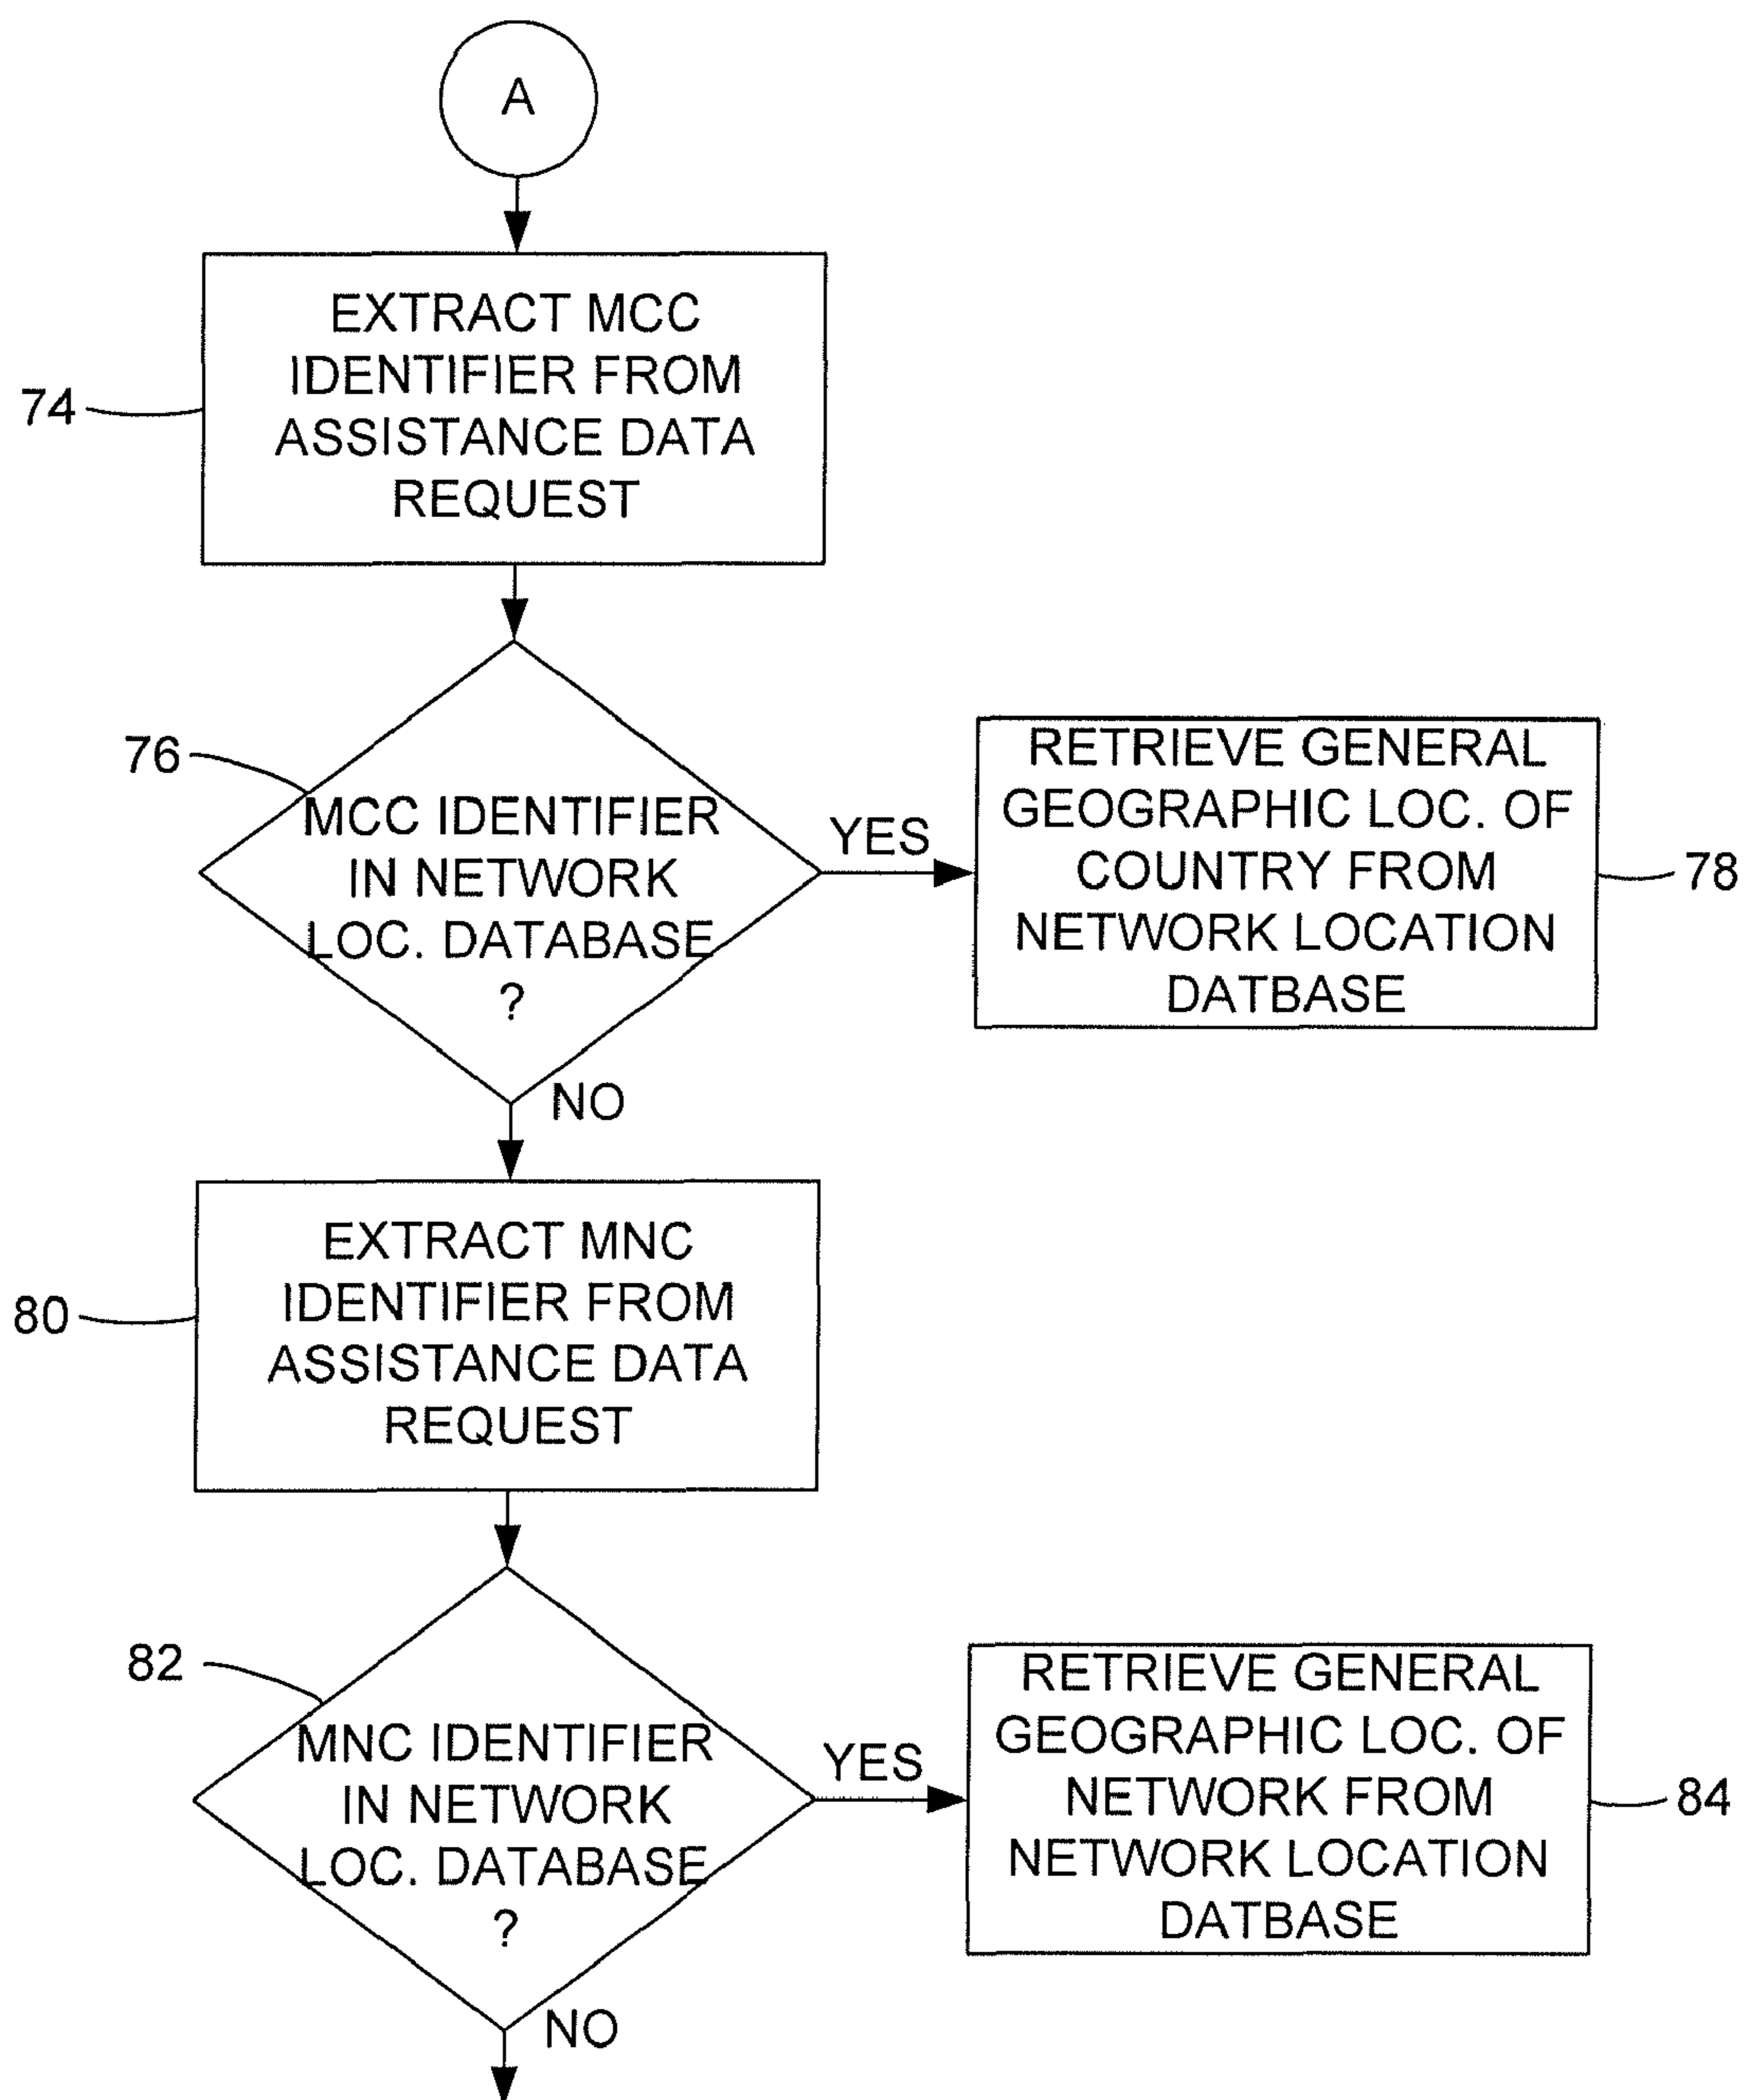 A
EXTRACT MCC
IDENTIFIER FROM
ASSISTANCE DATA
REQUEST
74
76
MCC IDENTIFIER
IN NETWORK
LOC. DATABASE
?
YES
RETRIEVE GENERAL
GEOGRAPHIC LOC. OF
COUNTRY FROM
NETWORK LOCATION
DATBASE
78
NO
EXTRACT MNC
IDENTIFIER FROM
ASSISTANCE DATA
REQUEST
80
82
MNC IDENTIFIER
IN NETWORK
LOC. DATABASE
?
YES
RETRIEVE GENERAL
GEOGRAPHIC LOC. OF
NETWORK FROM
NETWORK LOCATION
DATBASE
84
NO